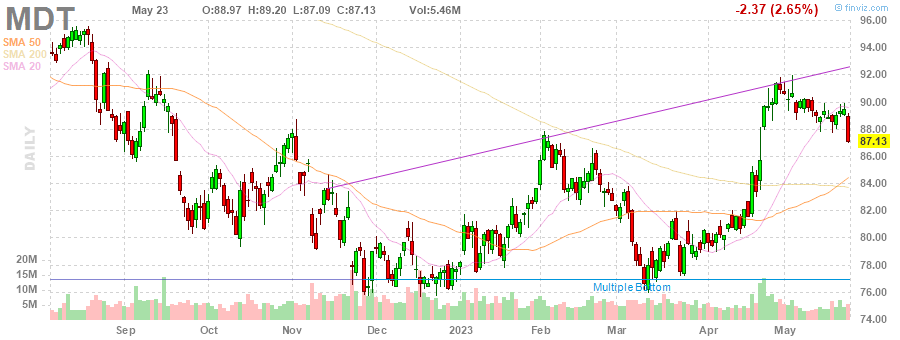 MDT
May 23 O:88.97 H:89.20 L:87.09 C:87.13 Vol:5.46M -2.37 (2.65%)
© finviz.com
SMA 50
SMA 200
SMA 20
DAILY
96.00
94.00
92.00
90.00
88.00
87.13
86.00
84.00
82.00
80.00
78.00
76.00
74.00
20M
15M
10M
5M
Multiple Bottom
Sep Oct Nov Dec 2023 Feb Mar Apr May